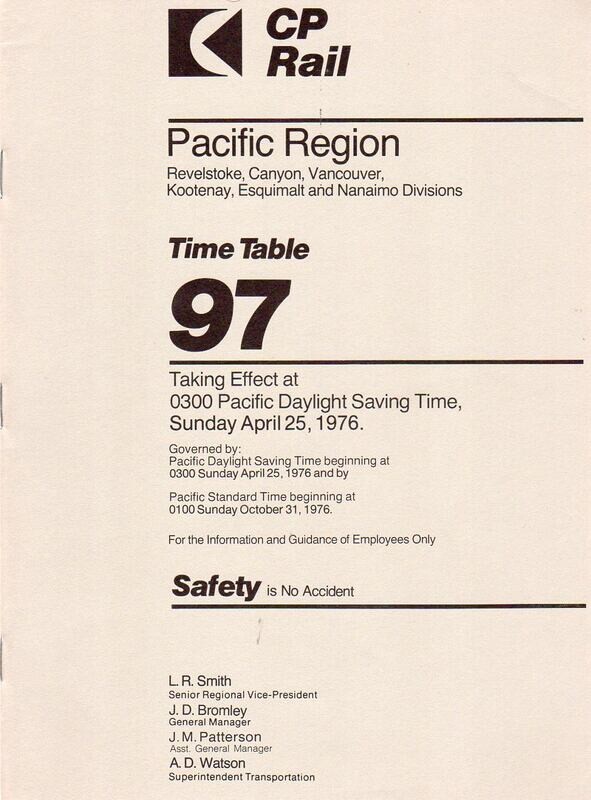 CP
Rail
Pacific Region
Revelstoke, Canyon, Vancouver,
Kootenay, Esquimalt and Nanaimo Divisions
Time Table
97
Taking Effect at
0300 Pacific Daylight Saving Time,
Sunday April 25, 1976.
Governed by:
Pacific Daylight Saving Time beginning at
0300 Sunday April 25, 1976 and by
Pacific Standard Time beginning at
0100 Sunday October 31, 1976.
For the Information and Guidance of Employees Only
Safety is No Accident
L. R. Smith
Senior Regional Vice-President
J. D. Bromley
General Manager
J. M. Patterson
Asst. General Manager
A. D. Watson
Superintendent Transportation